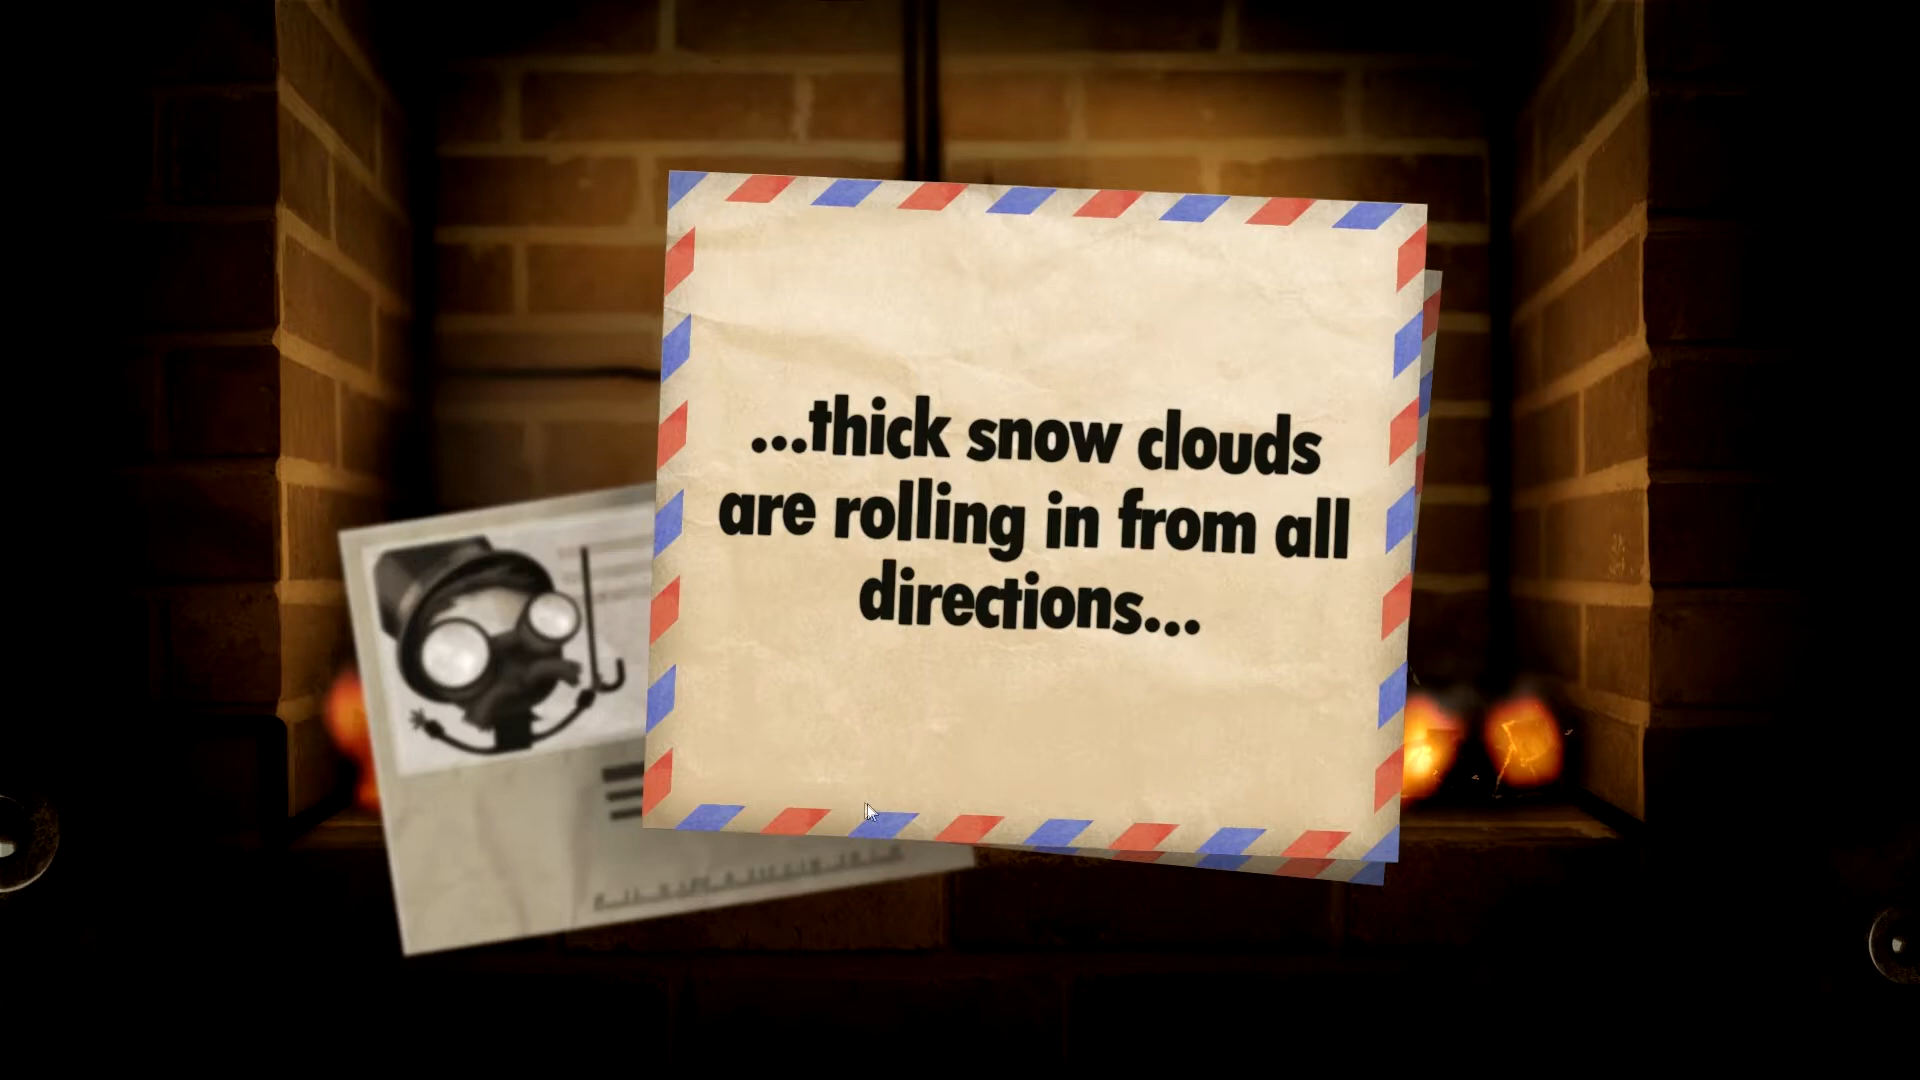 ...thick snow clouds
are rolling in from all
directions...